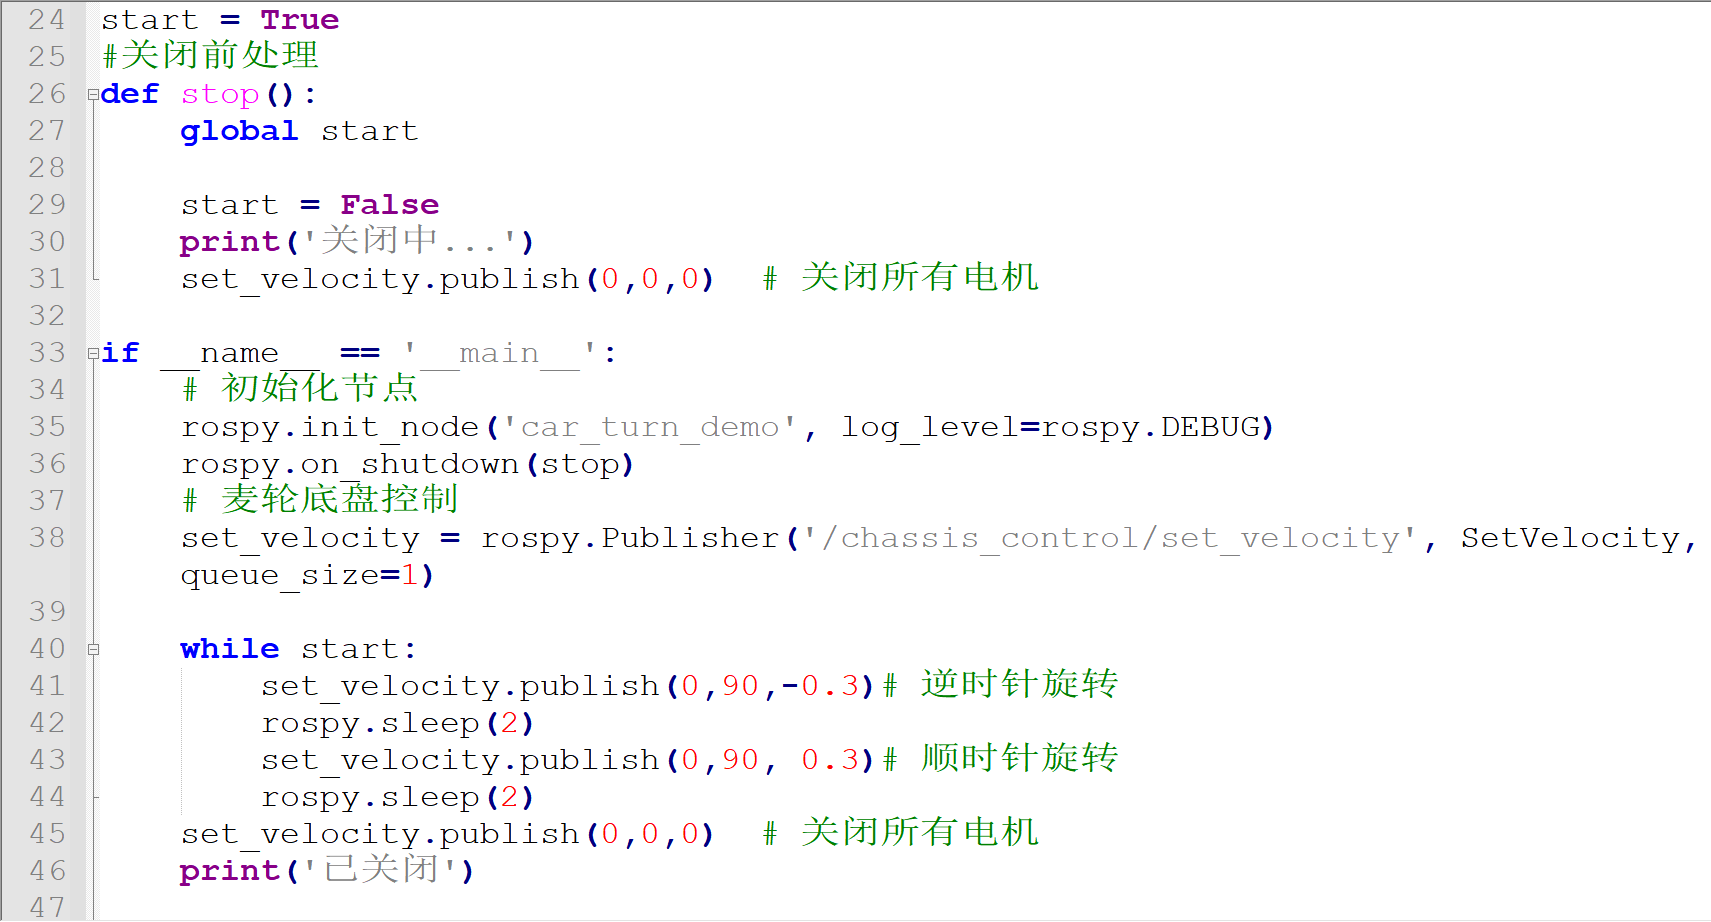 24 start = True
25 #关闭前处理
26 def stop():
27     global start
28
29     start = False
30     print('关闭中...')
31     set_velocity.publish(0,0,0)  # 关闭所有电机
32
33 if __name__ == '__main__':
34     # 初始化节点
35     rospy.init_node('car_turn_demo', log_level=rospy.DEBUG)
36     rospy.on_shutdown(stop)
37     # 麦轮底盘控制
38     set_velocity = rospy.Publisher('/chassis_control/set_velocity', SetVelocity,
    queue_size=1)
39
40     while start:
41         set_velocity.publish(0,90,-0.3)# 逆时针旋转
42         rospy.sleep(2)
43         set_velocity.publish(0,90, 0.3)# 顺时针旋转
44         rospy.sleep(2)
45     set_velocity.publish(0,0,0)  # 关闭所有电机
46     print('已关闭')
47